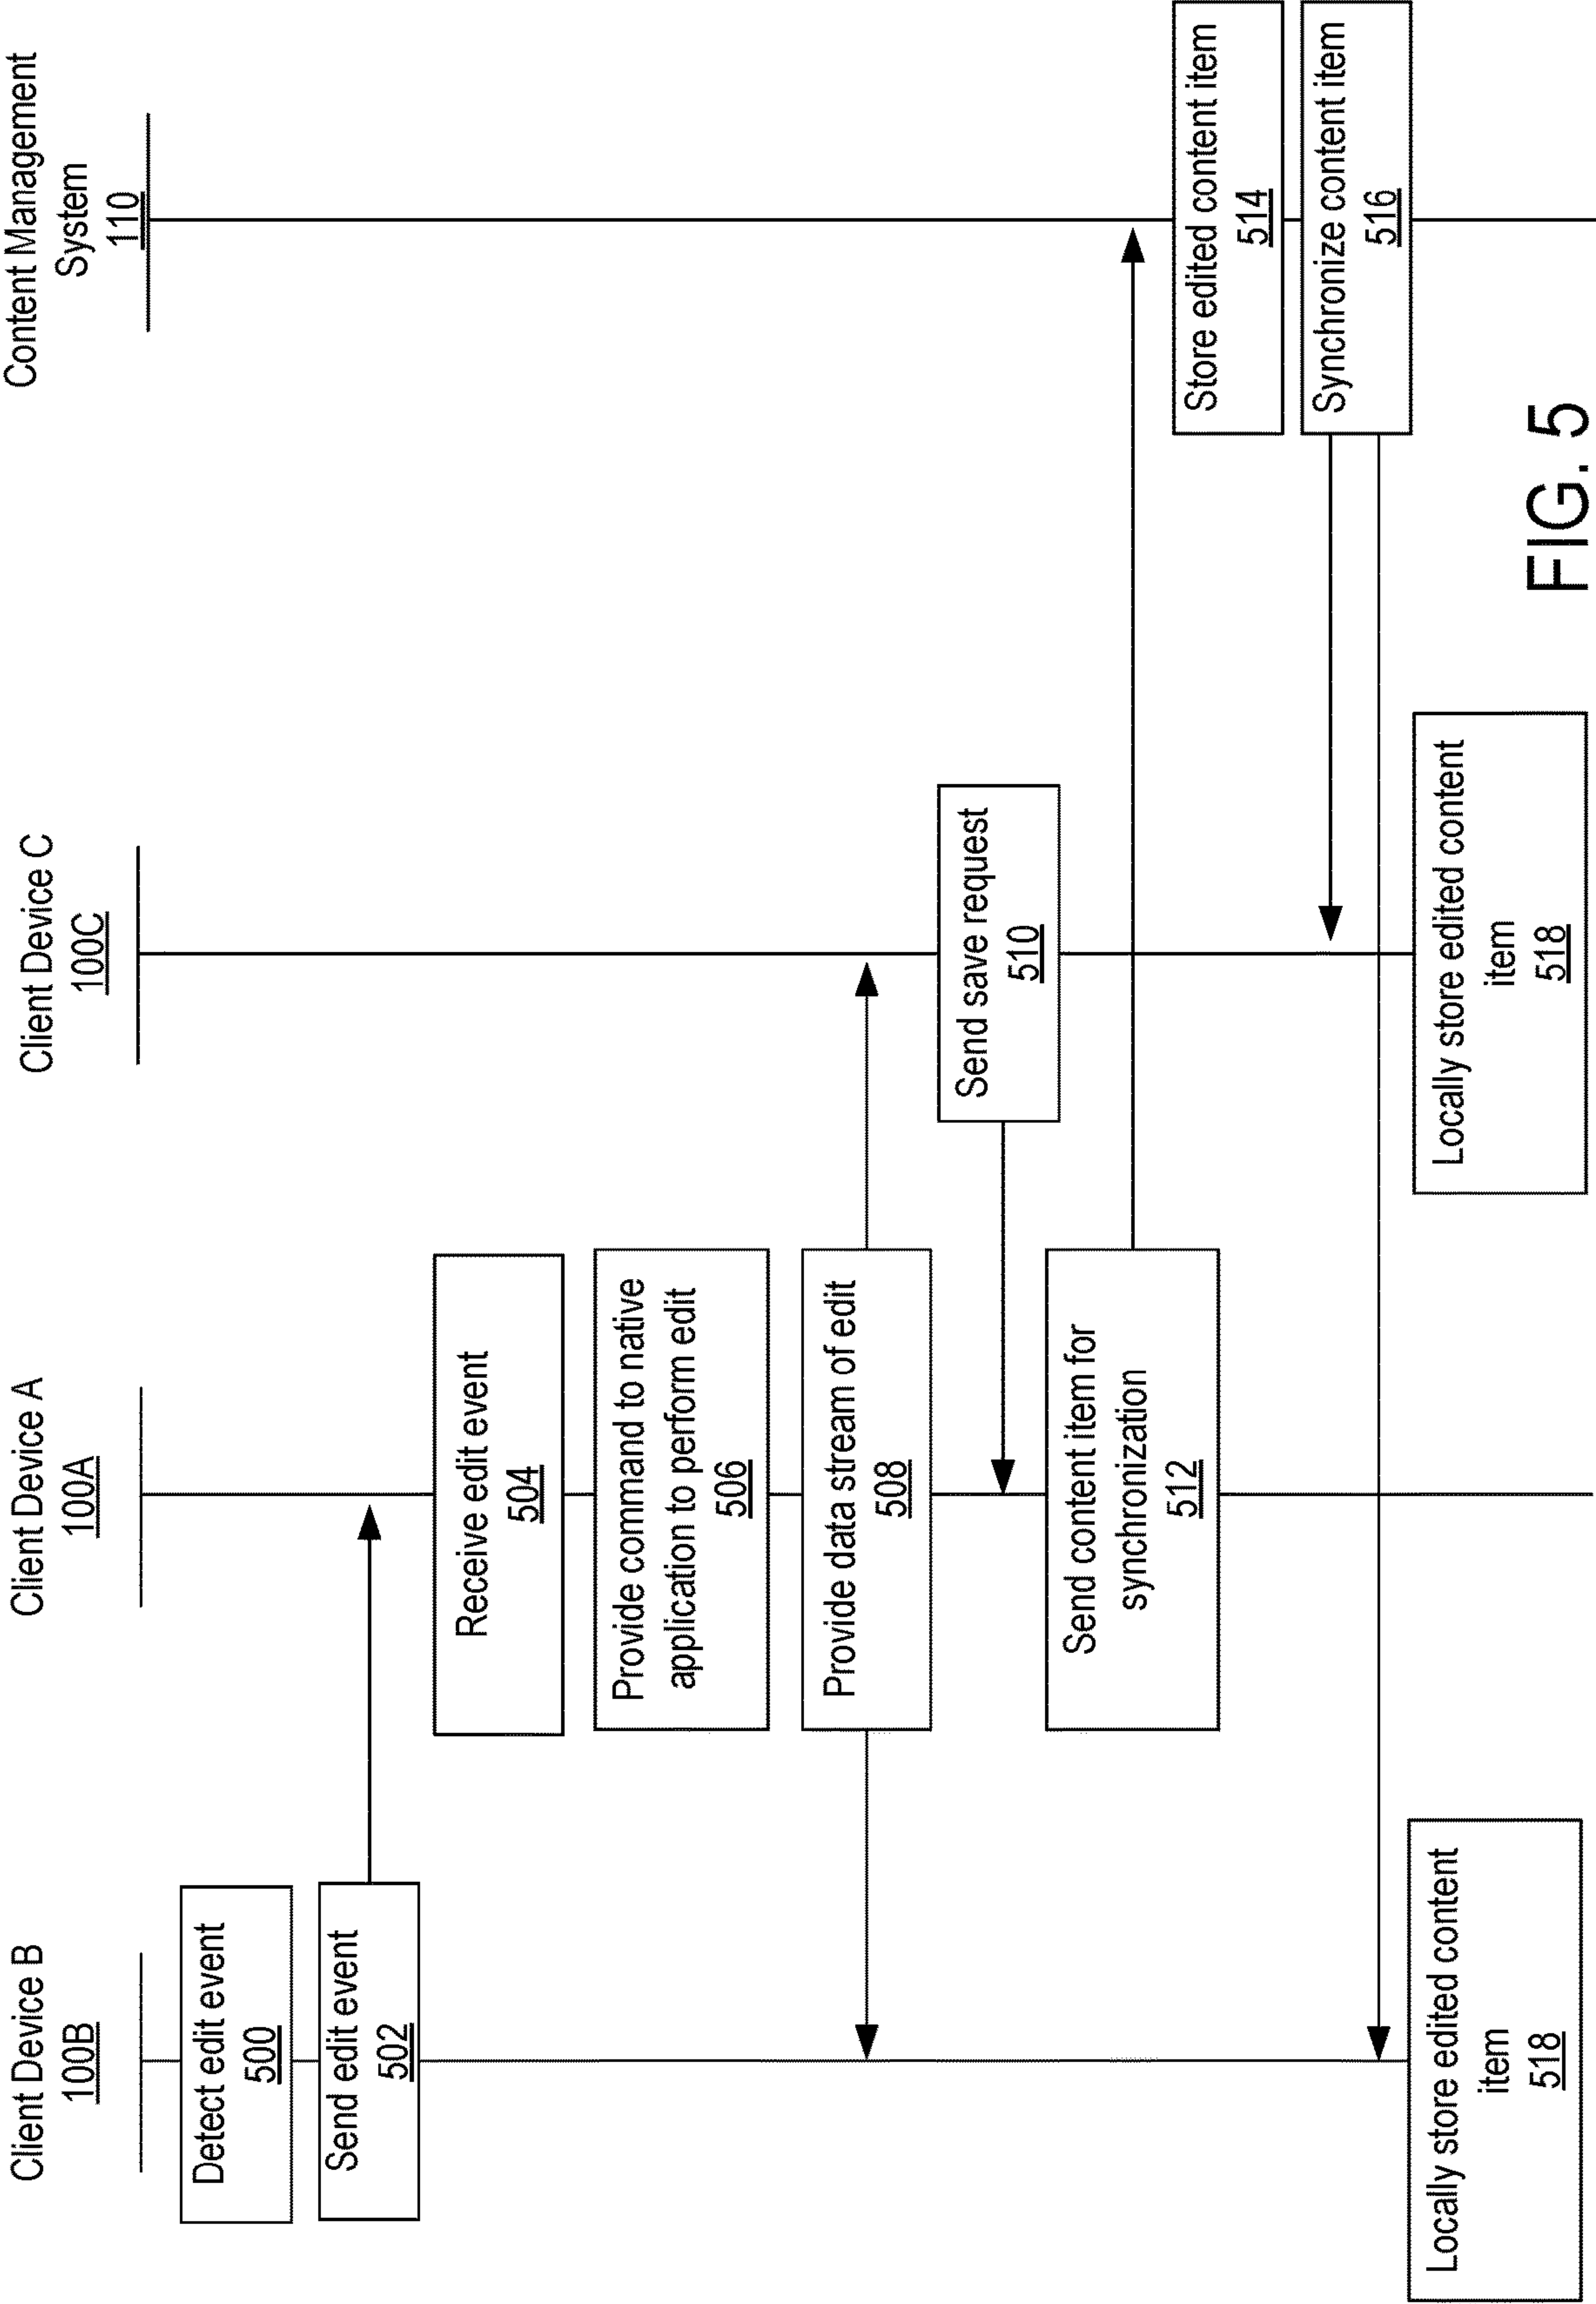 Client Device B
100B
Client Device A
100A
Client Device C
100C
Content Management
System
110
Detect edit event
500
Send edit event
502
Receive edit event
504
Provide command to native
application to perform edit
506
Provide data stream of edit
508
Send save request
510
Send content item for
synchronization
512
Store edited content item
514
Synchronize content item
516
Locally store edited content
item
518
Locally store edited content
item
518
FIG. 5